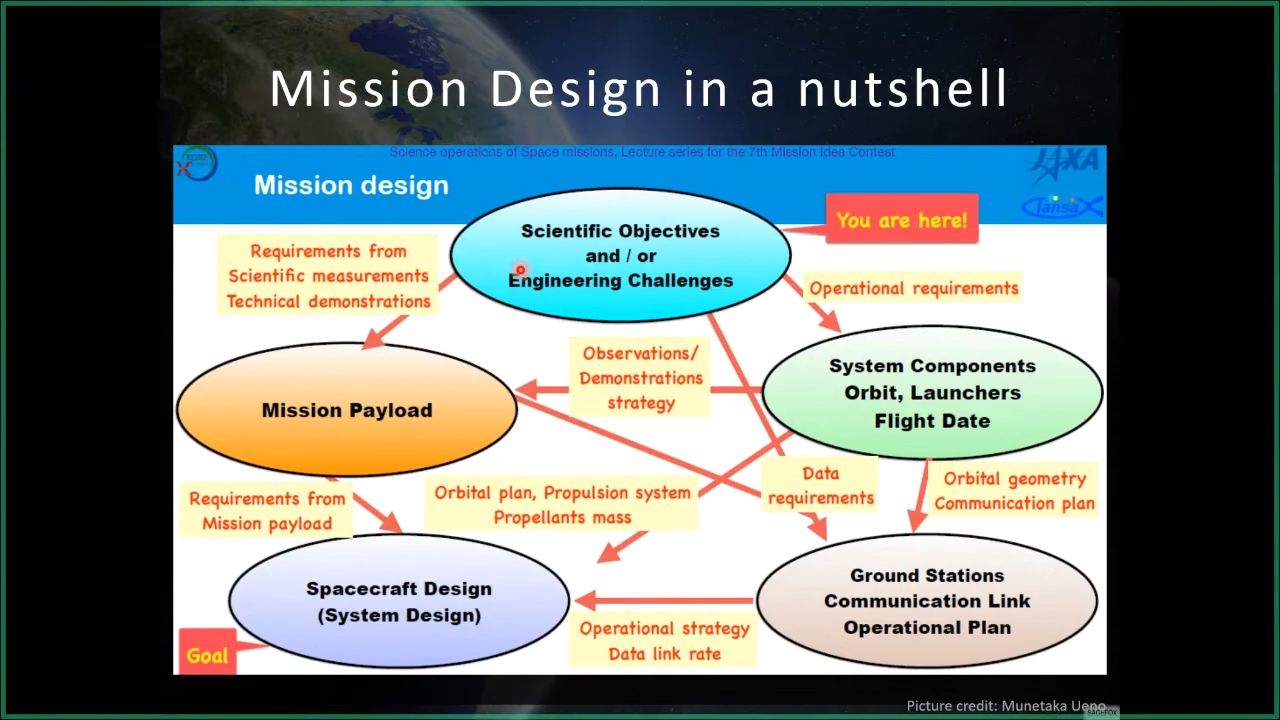 Mission Design in a nutshell
Science operations of Space missions, Lecture series for the 7th Mission Idea Contest
JAXA
Mission design
TansaX
Scientific Objectives
and / or
Engineering Challenges
You are here!
Requirements from
Scientific measurements
Technical demonstrations
Operational requirements
Observations/
Demonstrations
strategy
System Components
Orbit, Launchers
Flight Date
Mission Payload
Data
requirements
Orbital geometry
Communication plan
Requirements from
Mission payload
Orbital plan, Propulsion system
Propellants mass
Spacecraft Design
(System Design)
Ground Stations
Communication Link
Operational Plan
Operational strategy
Data link rate
Goal
Picture credit: Munetaka Ueno
SAGEFOX